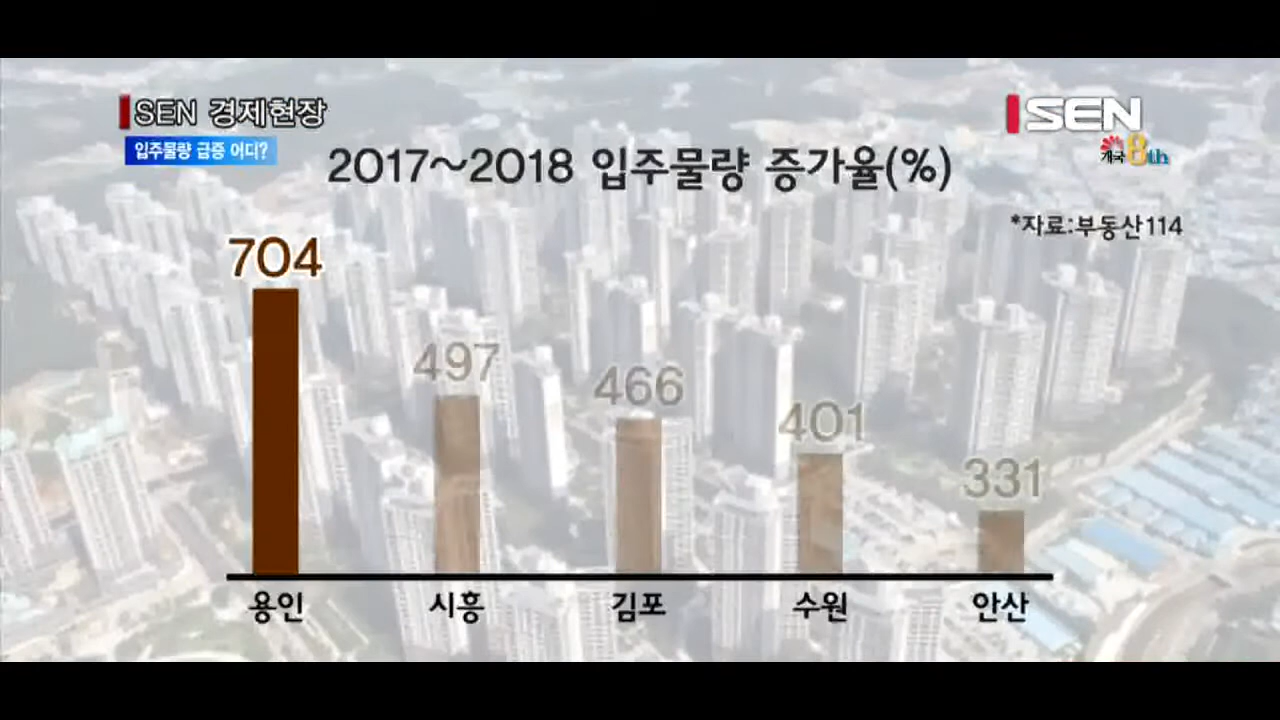 SEN 경제현장
SEN
입주물량 급증 어디?
개국 8th
2017~2018 입주물량 증가율(%)
*자료:부동산114
704
497
466
401
331
용인
시흥
김포
수원
안산